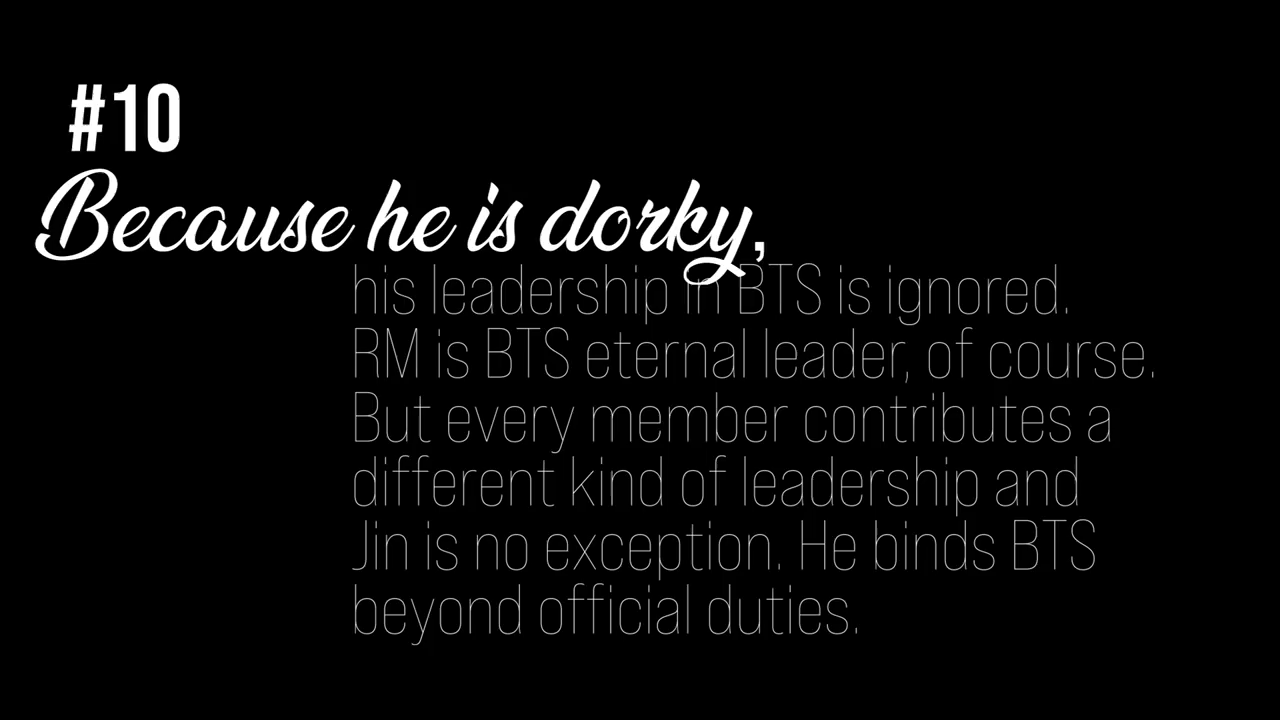 #10
Because he is dorky,
his leadership in BTS is ignored.
RM is BTS eternal leader, of course.
But every member contributes a
different kind of leadership and
Jin is no exception. He binds BTS
beyond official duties.